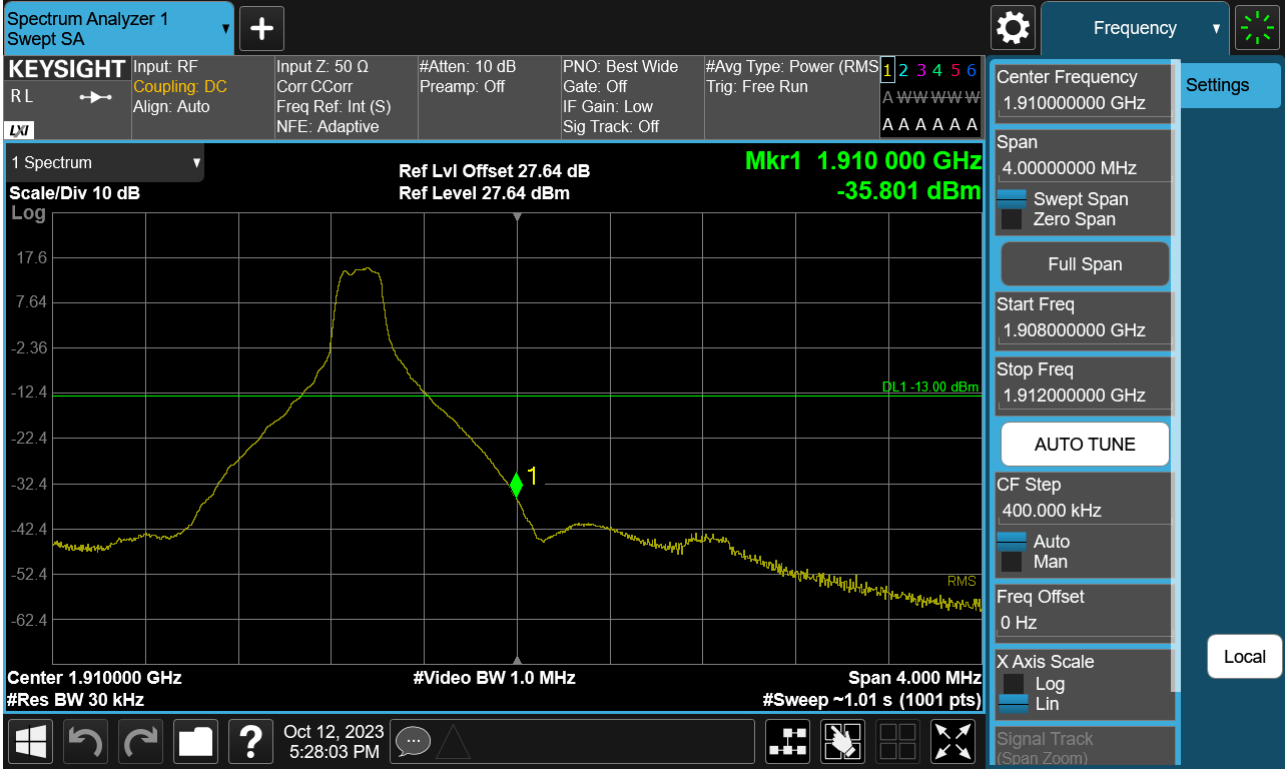 Spectrum Analyzer 1
Swept SA
Frequency
KEYSIGHT
R L
LXI
Input: RF
Coupling: DC
Align: Auto
Input Z: 50 Ω
Corr CCorr
Freq Ref: Int (S)
NFE: Adaptive
#Atten: 10 dB
Preamp: Off
PNO: Best Wide
Gate: Off
IF Gain: Low
Sig Track: Off
#Avg Type: Power (RMS
Trig: Free Run
1 2 3 4 5 6
A W W W W W
A A A A A A
1 Spectrum
Scale/Div 10 dB
Log
Ref Lvl Offset 27.64 dB
Ref Level 27.64 dBm
Mkr1 1.910 000 GHz
-35.801 dBm
17.6
7.64
-2.36
-12.4
-22.4
-32.4
-42.4
-52.4
-62.4
DL1 -13.00 dBm
1
RMS
Center 1.910000 GHz
#Video BW 1.0 MHz
Span 4.000 MHz
#Res BW 30 kHz
#Sweep ~1.01 s (1001 pts)
Center Frequency
1.910000000 GHz
Span
4.00000000 MHz
Swept Span
Zero Span
Full Span
Start Freq
1.908000000 GHz
Stop Freq
1.912000000 GHz
AUTO TUNE
CF Step
400.000 kHz
Auto
Man
Freq Offset
0 Hz
X Axis Scale
Log
Lin
Signal Track
(Span Zoom)
Settings
Local
?
Oct 12, 2023
5:28:03 PM